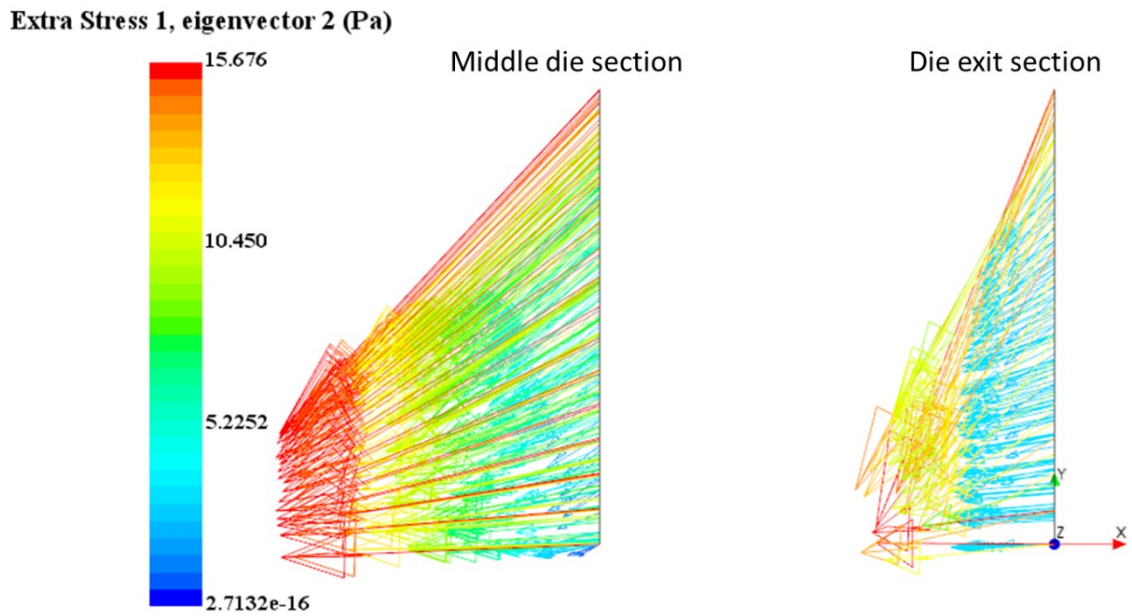 Extra Stress 1, eigenvector 2 (Pa)
15.676
Middle die section
Die exit section
10.450
5.2252
Y
Z
X
2.7132e-16